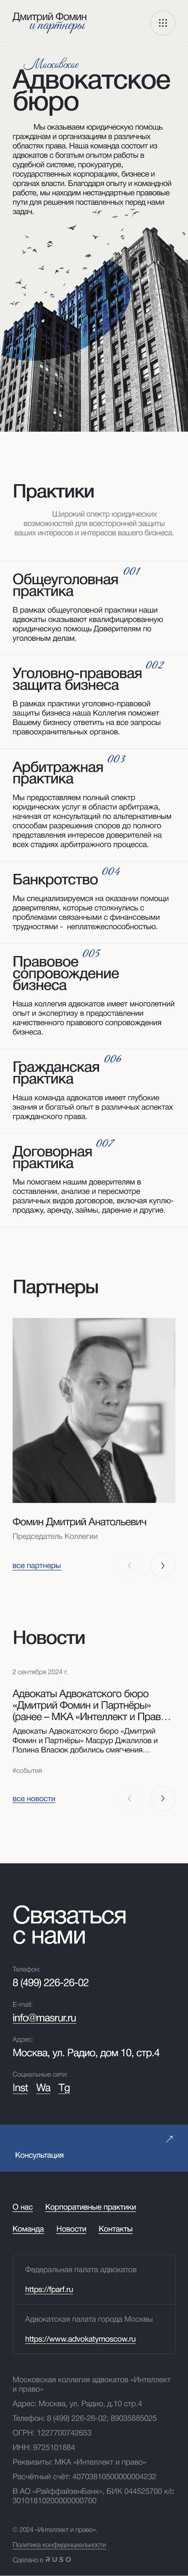 Дмитрий Фомин
и партнеры
Московское
Адвокатское
бюро
Мы оказываем юридическую помощь
гражданам и организациям в различных
областях права. Наша команда состоит из
адвокатов с богатым опытом работы в
судебной системе, прокуратуре,
государственных корпорациях, бизнесе и
органах власти. Благодаря опыту и командной
работе, мы находим нестандартные правовые
пути для решения поставленных перед нами
задач.
Практики
Широкий спектр юридических
возможностей для всесторонней защиты
ваших интересов и интересов вашего бизнеса.
Общеуголовная
практика
001
В рамках общеуголовной практики наши
адвокаты оказывают квалифицированную
юридическую помощь Доверителям по
уголовным делам.
Уголовно-правовая
защита бизнеса
002
В рамках практики уголовно-правовой
защиты бизнеса наша Коллегия поможет
Вашему бизнесу ответить на все запросы
правоохранительных органов.
Арбитражная
практика
003
Мы предоставляем полный спектр
юридических услуг в области арбитража,
начиная от консультаций по альтернативным
способам разрешения споров до полного
представления интересов доверителей на
всех стадиях арбитражного процесса.
Банкротство
004
Мы специализируемся на оказании помощи
доверителям, которые столкнулись с
проблемами связанными с финансовыми
трудностями - неплатежеспособностью.
Правовое
сопровождение
бизнеса
005
Наша коллегия адвокатов имеет многолетний
опыт и экспертизу в предоставлении
качественного правового сопровождения
бизнеса.
Гражданская
практика
006
Наша команда адвокатов имеет глубокие
знания и богатый опыт в различных аспектах
гражданского права.
Договорная
практика
007
Мы помогаем нашим доверителям в
составлении, анализе и пересмотре
различных видов договоров, включая куплю-
продажу, аренду, займы, дарение и другие.
Партнеры
Фомин Дмитрий Анатольевич
Председатель Коллегии
все партнеры
Новости
2 сентября 2024 г.
Адвокаты Адвокатского бюро
«Дмитрий Фомин и Партнёры»
(ранее – МКА «Интеллект и Прав…
Адвокаты Адвокатского бюро «Дмитрий
Фомин и Партнёры» Масрур Джалилов и
Полина Власюк добились смягчения…
#события
все новости
Связаться
с нами
Телефон:
8 (499) 226-26-02
E-mail:
info@masrur.ru
Адрес:
Москва, ул. Радио, дом 10, стр.4
Социальные сети:
Inst Wa Tg
Консультация
О нас Корпоративные практики
Команда Новости Контакты
Федеральная палата адвокатов
https://fparf.ru
Адвокатская палата города Москвы
https://www.advokatymoscow.ru
Московская коллегия адвокатов «Интеллект
и право»
Адрес: Москва, ул. Радио, д.10 стр.4
Телефон: 8 (499) 226-26-02; 89035885025
ОГРН: 1227700742653
ИНН: 9725101884
Реквизиты: МКА «Интеллект и право»
Расчётный счёт: 40703810500000004232
В АО «РайффайзенБанк», БИК 044525700 к/с
30101810200000000700
© 2024 «Интеллект и право».
Политика конфиденциальности
Сделано в RUSO